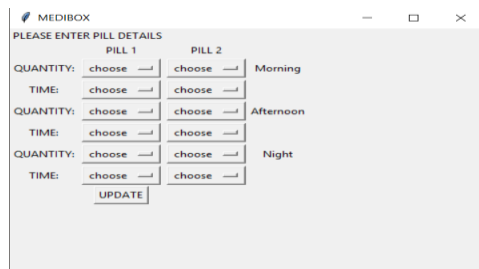 MEDIBOX
PLEASE ENTER PILL DETAILS
PILL 1 PILL 2
QUANTITY: choose choose Morning
TIME: choose choose
QUANTITY: choose choose Afternoon
TIME: choose choose
QUANTITY: choose choose Night
TIME: choose choose
UPDATE